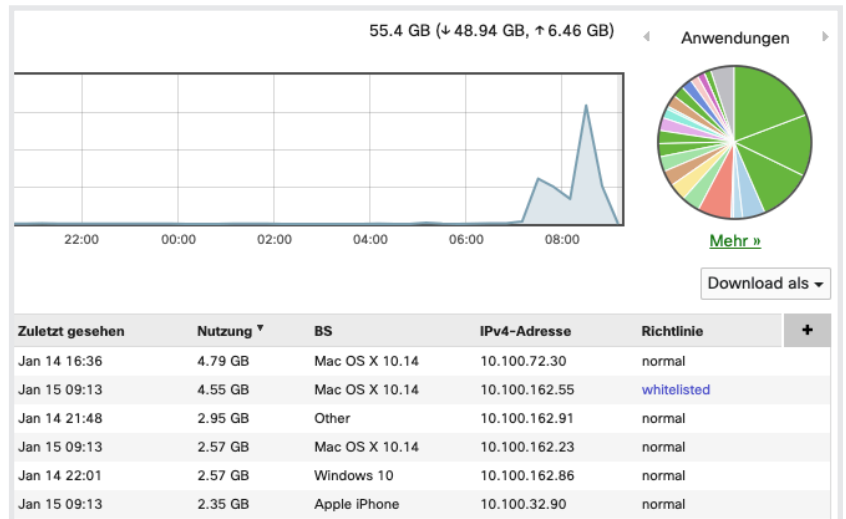 55.4 GB (↓ 48.94 GB, ↑ 6.46 GB)
Anwendungen
22:00 00:00 02:00 04:00 06:00 08:00
Mehr »
Download als
Zuletzt gesehen Nutzung ▼ BS IPv4-Adresse Richtlinie +
Jan 14 16:36 4.79 GB Mac OS X 10.14 10.100.72.30 normal
Jan 15 09:13 4.55 GB Mac OS X 10.14 10.100.162.55 whitelisted
Jan 14 21:48 2.95 GB Other 10.100.162.91 normal
Jan 15 09:13 2.57 GB Mac OS X 10.14 10.100.162.23 normal
Jan 14 22:01 2.57 GB Windows 10 10.100.162.86 normal
Jan 15 09:13 2.35 GB Apple iPhone 10.100.32.90 normal